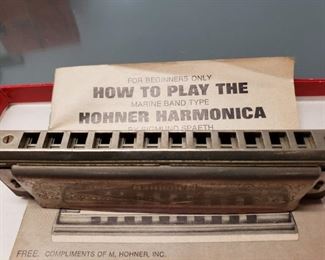 FOR BEGINNERS ONLY
HOW TO PLAY THE
MARINE BAND TYPE
HOHNER HARMONICA
BY SIGMUND SPAETH
FREE. COMPLIMENTS OF M. HOHNER, INC.